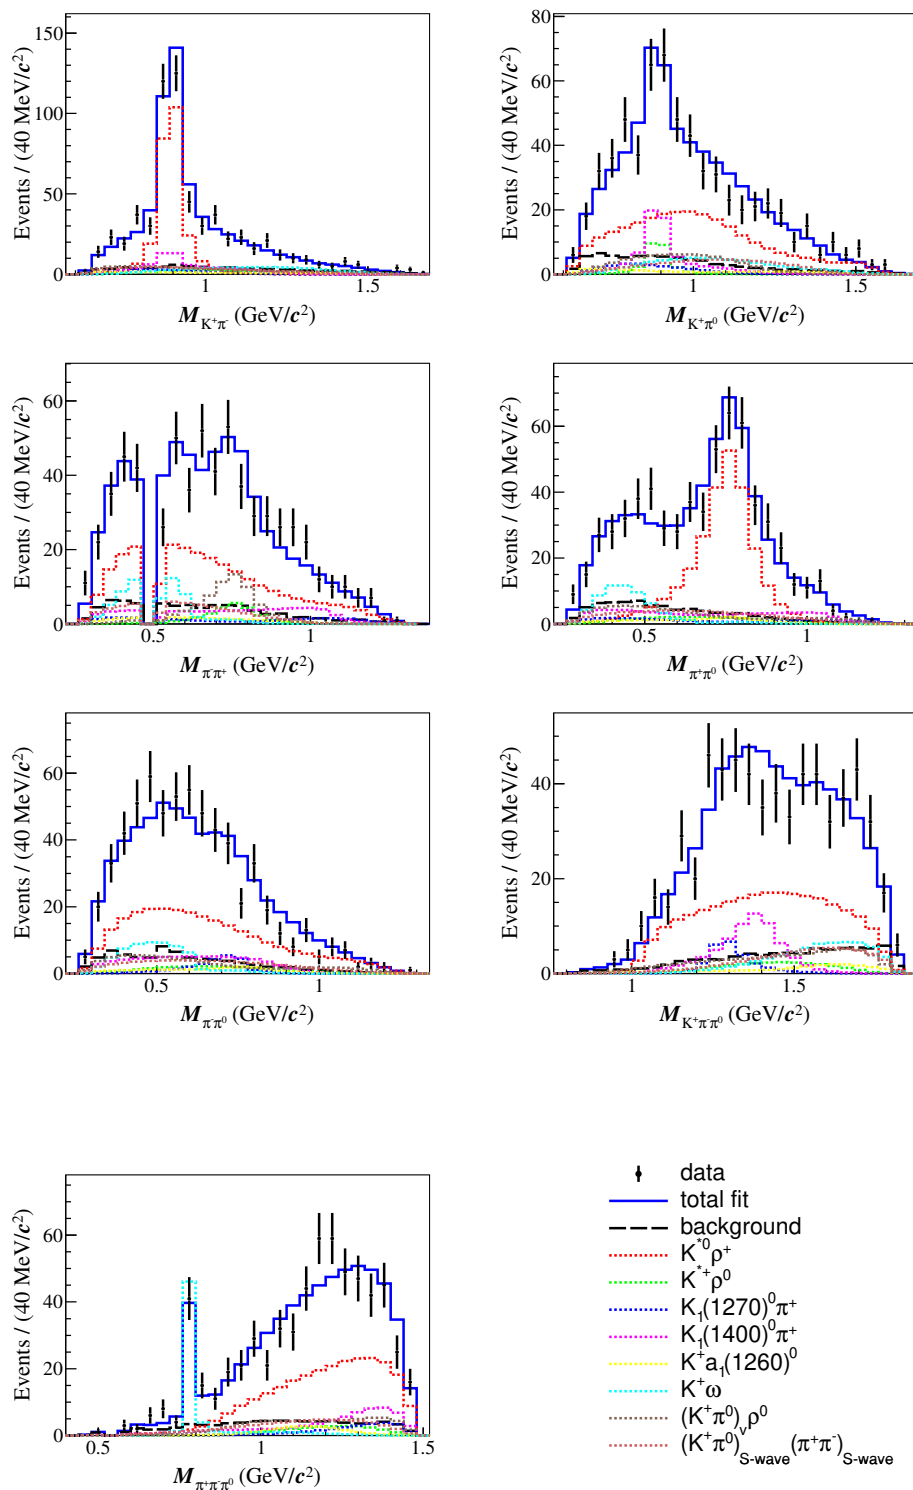 Events / (40 MeV/c²)
150
100
50
0
1
1.5
M_K⁺π⁻ (GeV/c²)
Events / (40 MeV/c²)
80
60
40
20
0
1
1.5
M_K⁺π⁰ (GeV/c²)
Events / (40 MeV/c²)
60
40
20
0
0.5
1
M_π⁻π⁺ (GeV/c²)
Events / (40 MeV/c²)
60
40
20
0
0.5
1
M_π⁺π⁰ (GeV/c²)
Events / (40 MeV/c²)
60
40
20
0
0.5
1
M_π⁻π⁰ (GeV/c²)
Events / (40 MeV/c²)
40
20
0
1
1.5
M_K⁺π⁻π⁰ (GeV/c²)
Events / (40 MeV/c²)
60
40
20
0
0.5
1
1.5
M_π⁺π⁻π⁰ (GeV/c²)
data
total fit
background
K*⁰ρ⁺
K*⁺ρ⁰
K₁(1270)⁰π⁺
K₁(1400)⁰π⁺
K⁺a₁(1260)⁰
K⁺ω
(K⁺π⁰)_V ρ⁰
(K⁺π⁰)_S-wave (π⁺π⁻)_S-wave